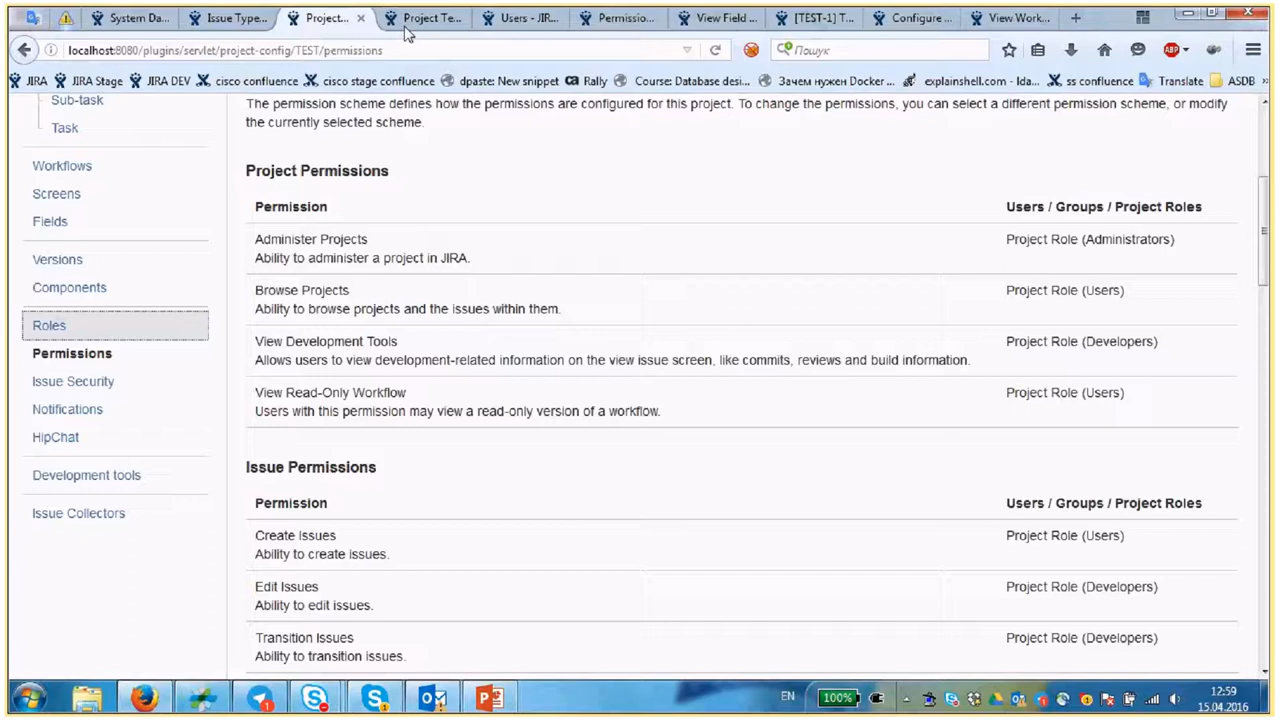 System Da...
Issue Type...
Project...
Project Te...
Users - JIR...
Permissio...
View Field ...
[TEST-1] T...
Configure ...
View Work...
localhost:8080/plugins/servlet/project-config/TEST/permissions
Поиск
ABP
JIRA
JIRA Stage
JIRA DEV
cisco confluence
cisco stage confluence
dpaste: New snippet
ca Rally
Course: Database desi...
Зачем нужен Docker ...
explainshell.com - Ida...
ss confluence
Translate
ASDB
Sub-task
Task
Workflows
Screens
Fields
Versions
Components
Roles
Permissions
Issue Security
Notifications
HipChat
Development tools
Issue Collectors
The permission scheme defines how the permissions are configured for this project. To change the permissions, you can select a different permission scheme, or modify
the currently selected scheme.
Project Permissions
Permission
Users / Groups / Project Roles
Administer Projects
Ability to administer a project in JIRA.
Project Role (Administrators)
Browse Projects
Ability to browse projects and the issues within them.
Project Role (Users)
View Development Tools
Allows users to view development-related information on the view issue screen, like commits, reviews and build information.
Project Role (Developers)
View Read-Only Workflow
Users with this permission may view a read-only version of a workflow.
Project Role (Users)
Issue Permissions
Permission
Users / Groups / Project Roles
Create Issues
Ability to create issues.
Project Role (Users)
Edit Issues
Ability to edit issues.
Project Role (Developers)
Transition Issues
Ability to transition issues.
Project Role (Developers)
EN
100%
12:59
15.04.2016